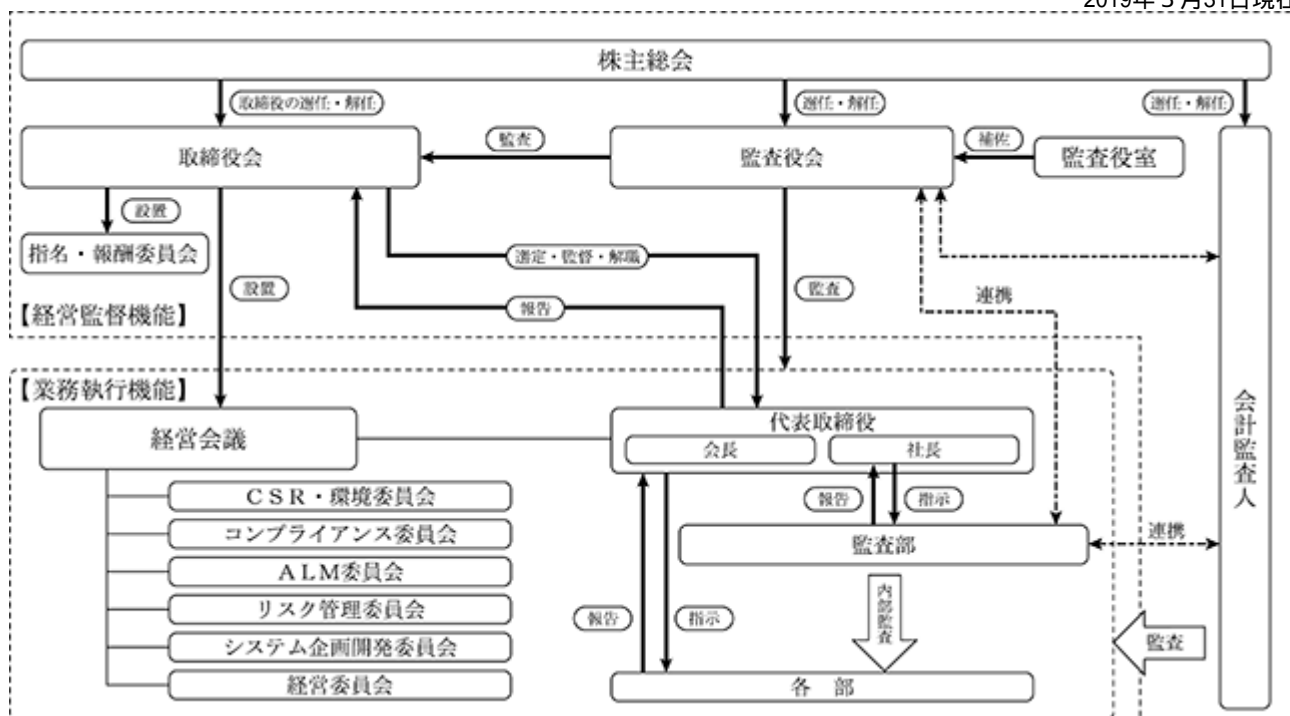 2019年3月31日現在
株主総会
取締役の選任・解任
選任・解任
選任・解任
取締役会
監査
監査役会
補佐
監査役室
設置
指名・報酬委員会
選定・監督・解職
設置
監査
報告
連携
【経営監督機能】
【業務執行機能】
経営会議
代表取締役
会長
社長
会計監査人
CSR・環境委員会
報告
指示
コンプライアンス委員会
監査部
連携
ALM委員会
リスク管理委員会
内部監査
報告
指示
システム企画開発委員会
監査
経営委員会
各 部